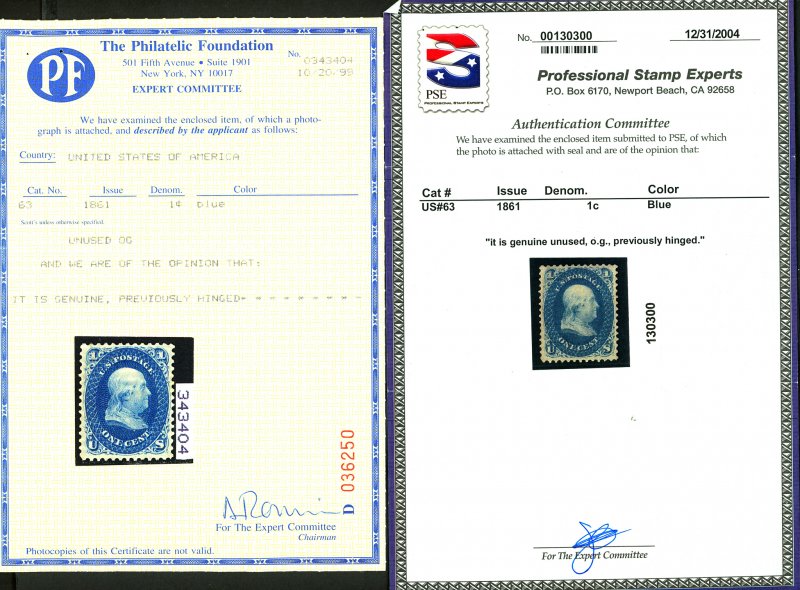 PF
The Philatelic Foundation
501 Fifth Avenue • Suite 1901
New York, NY 10017
EXPERT COMMITTEE
No.
0343404
10-20-99
We have examined the enclosed item, of which a photo-
graph is attached, and described by the applicant as follows:
Country: UNITED STATES OF AMERICA
Cat. No. Issue Denom. Color
63 1861 1¢ blue
Scott's unless otherwise specified.
UNUSED OG
AND WE ARE OF THE OPINION THAT:
IT IS GENUINE, PREVIOUSLY HINGED* * * * * * * * *
1 1
U.S. POSTAGE
ONE CENT
U S
343404
D 036250
For The Expert Committee
Chairman
Photocopies of this Certificate are not valid.
PSE
PROFESSIONAL STAMP EXPERTS
No. 00130300 12/31/2004
Professional Stamp Experts
P.O. Box 6170, Newport Beach, CA 92658
Authentication Committee
We have examined the enclosed item submitted to PSE, of which
the photo is attached with seal and are of the opinion that:
Cat # Issue Denom. Color
US#63 1861 1c Blue
"it is genuine unused, o.g., previously hinged."
1 1
U.S. POSTAGE
ONE CENT
U S
130300
For The Expert Committee